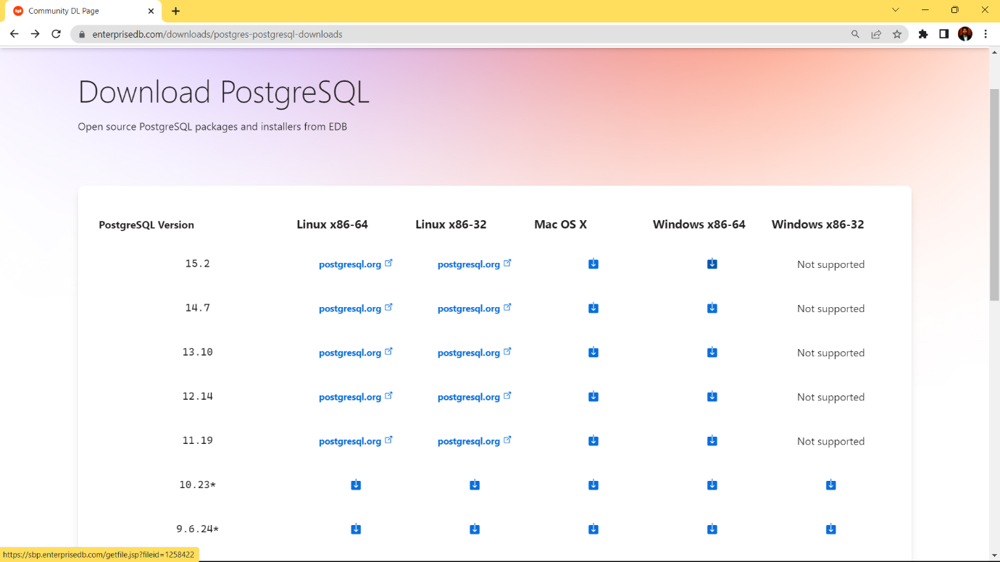 Community DL Page
enterprisedb.com/downloads/postgres-postgresql-downloads
Download PostgreSQL
Open source PostgreSQL packages and installers from EDB
PostgreSQL Version Linux x86-64 Linux x86-32 Mac OS X Windows x86-64 Windows x86-32
15.2 postgresql.org postgresql.org Not supported
14.7 postgresql.org postgresql.org Not supported
13.10 postgresql.org postgresql.org Not supported
12.14 postgresql.org postgresql.org Not supported
11.19 postgresql.org postgresql.org Not supported
10.23*
9.6.24*
https://sbp.enterprisedb.com/getfile.jsp?fileid=1258422